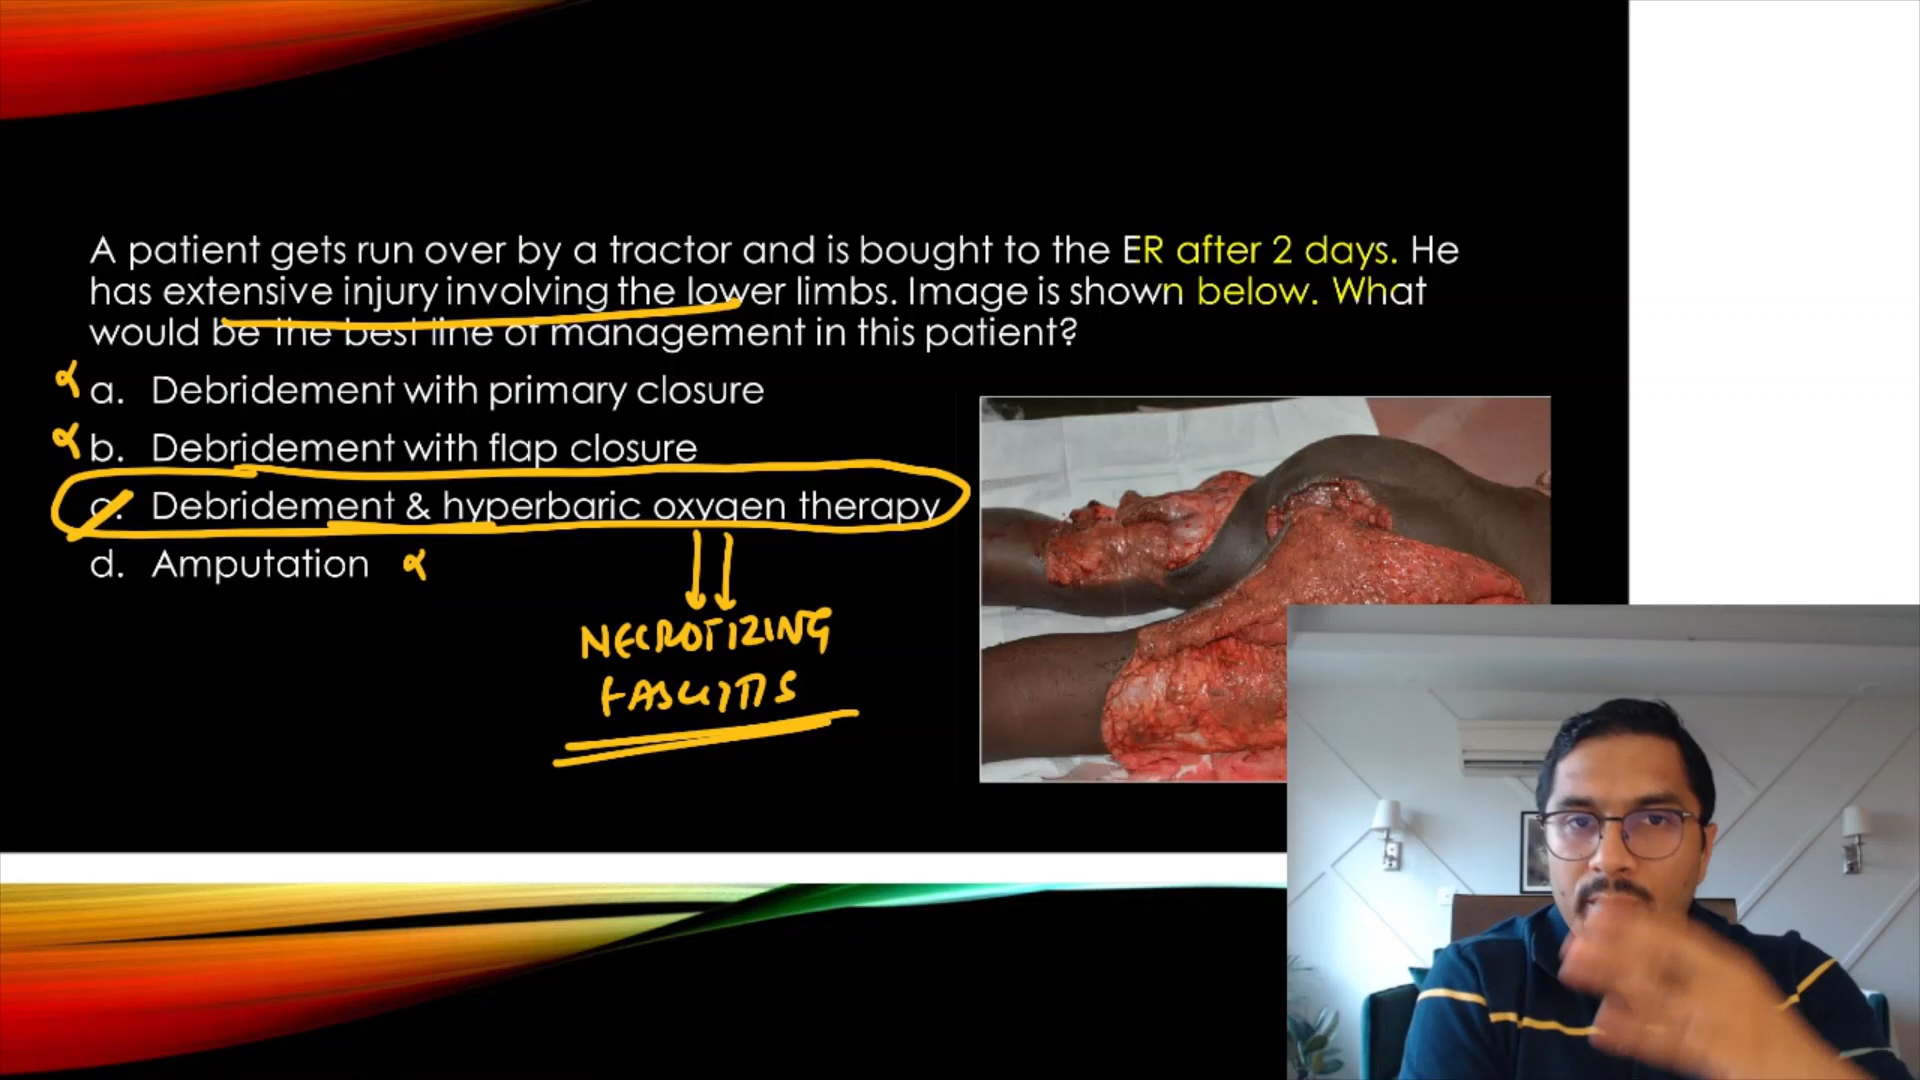 A patient gets run over by a tractor and is bought to the ER after 2 days. He
has extensive injury involving the lower limbs. Image is shown below. What
would be the best line of management in this patient?
a. Debridement with primary closure
b. Debridement with flap closure
c. Debridement & hyperbaric oxygen therapy
d. Amputation
NECROTIZING
FASCITIS